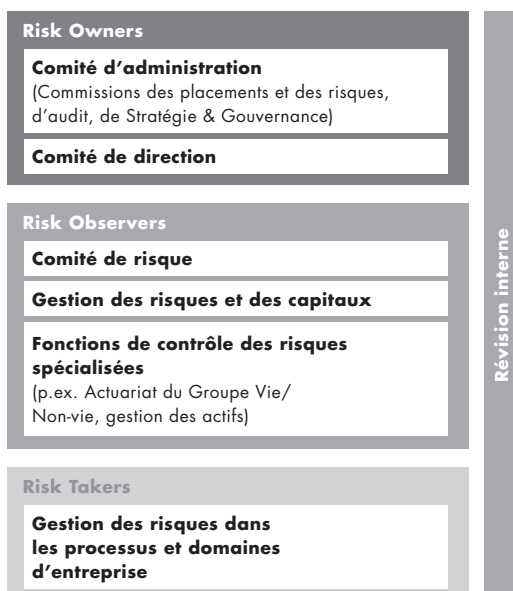 Risk Owners
Comité d’administration
(Commissions des placements et des risques,
d’audit, de Stratégie & Gouvernance)
Comité de direction
Risk Observers
Comité de risque
Gestion des risques et des capitaux
Fonctions de contrôle des risques
spécialisées
(p.ex. Actuariat du Groupe Vie/
Non-vie, gestion des actifs)
Risk Takers
Gestion des risques dans
les processus et domaines
d’entreprise
Révision interne